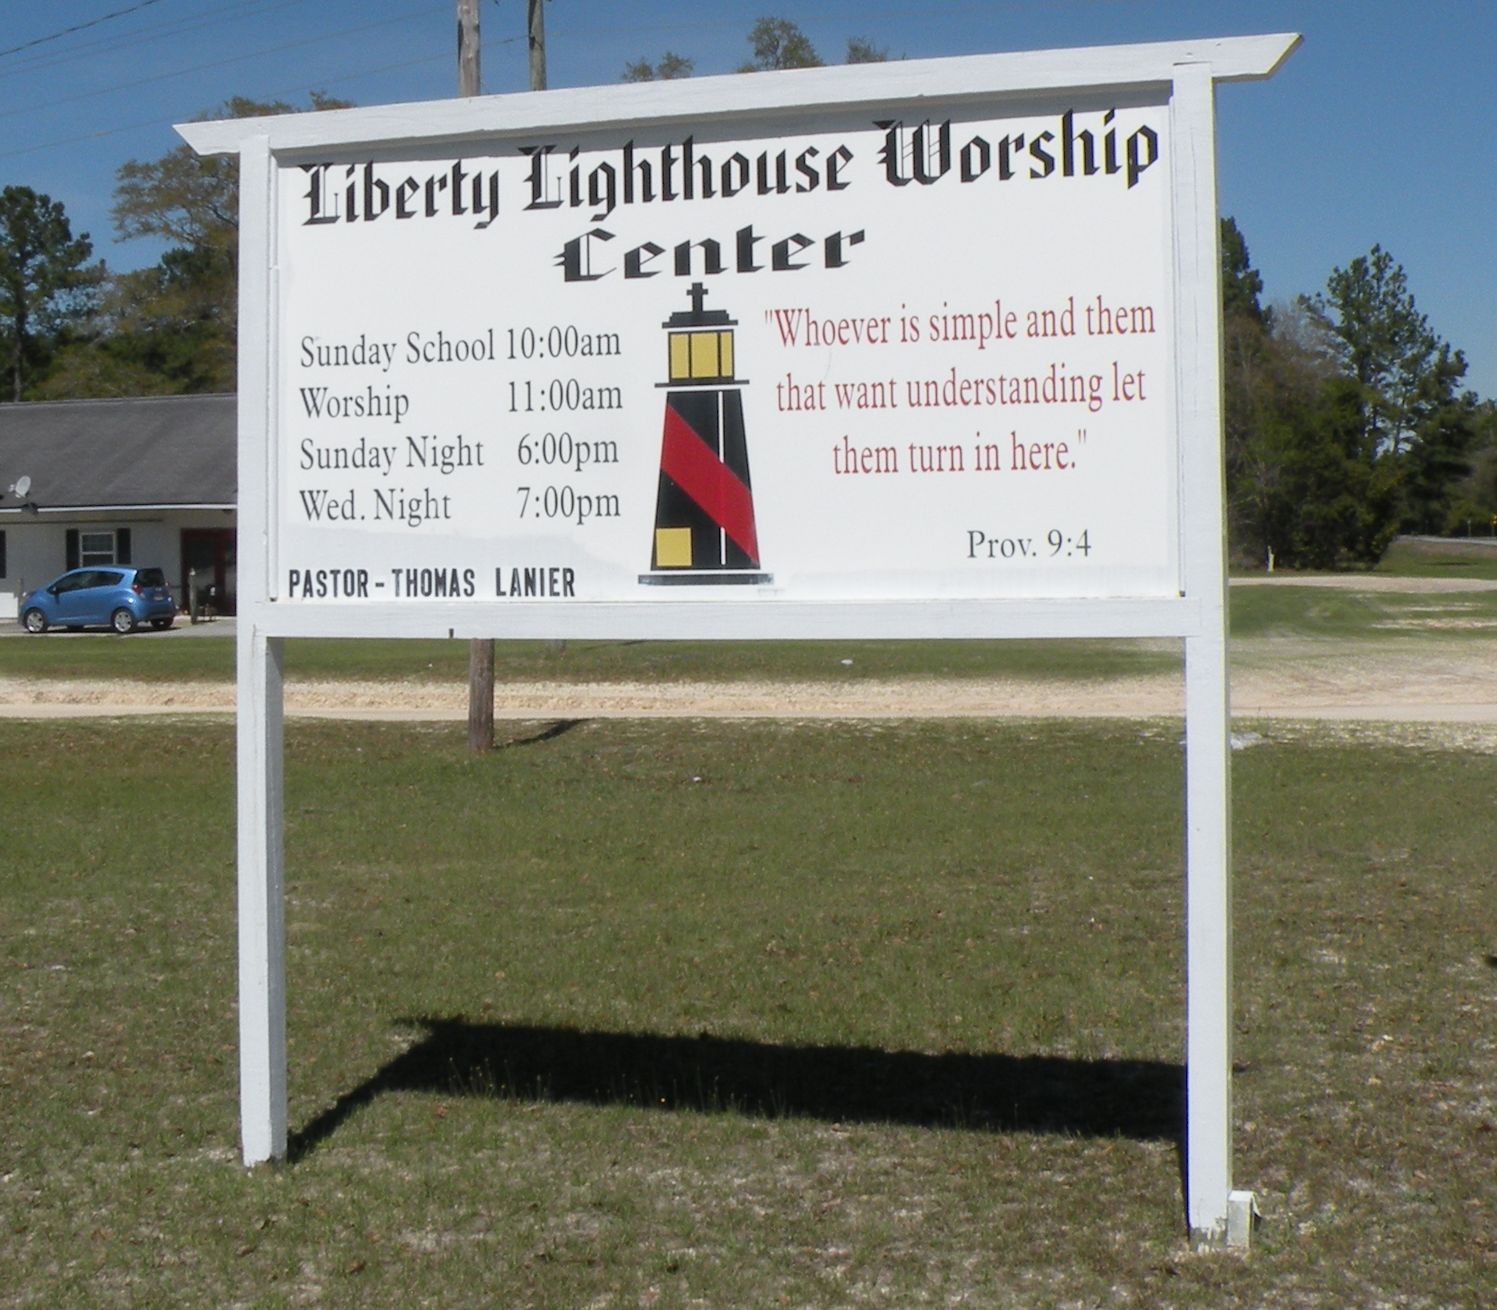 Liberty Lighthouse Worship
Center
Sunday School 10:00am
Worship 11:00am
Sunday Night 6:00pm
Wed. Night 7:00pm
PASTOR - THOMAS LANIER
"Whoever is simple and them
that want understanding let
them turn in here."
Prov. 9:4